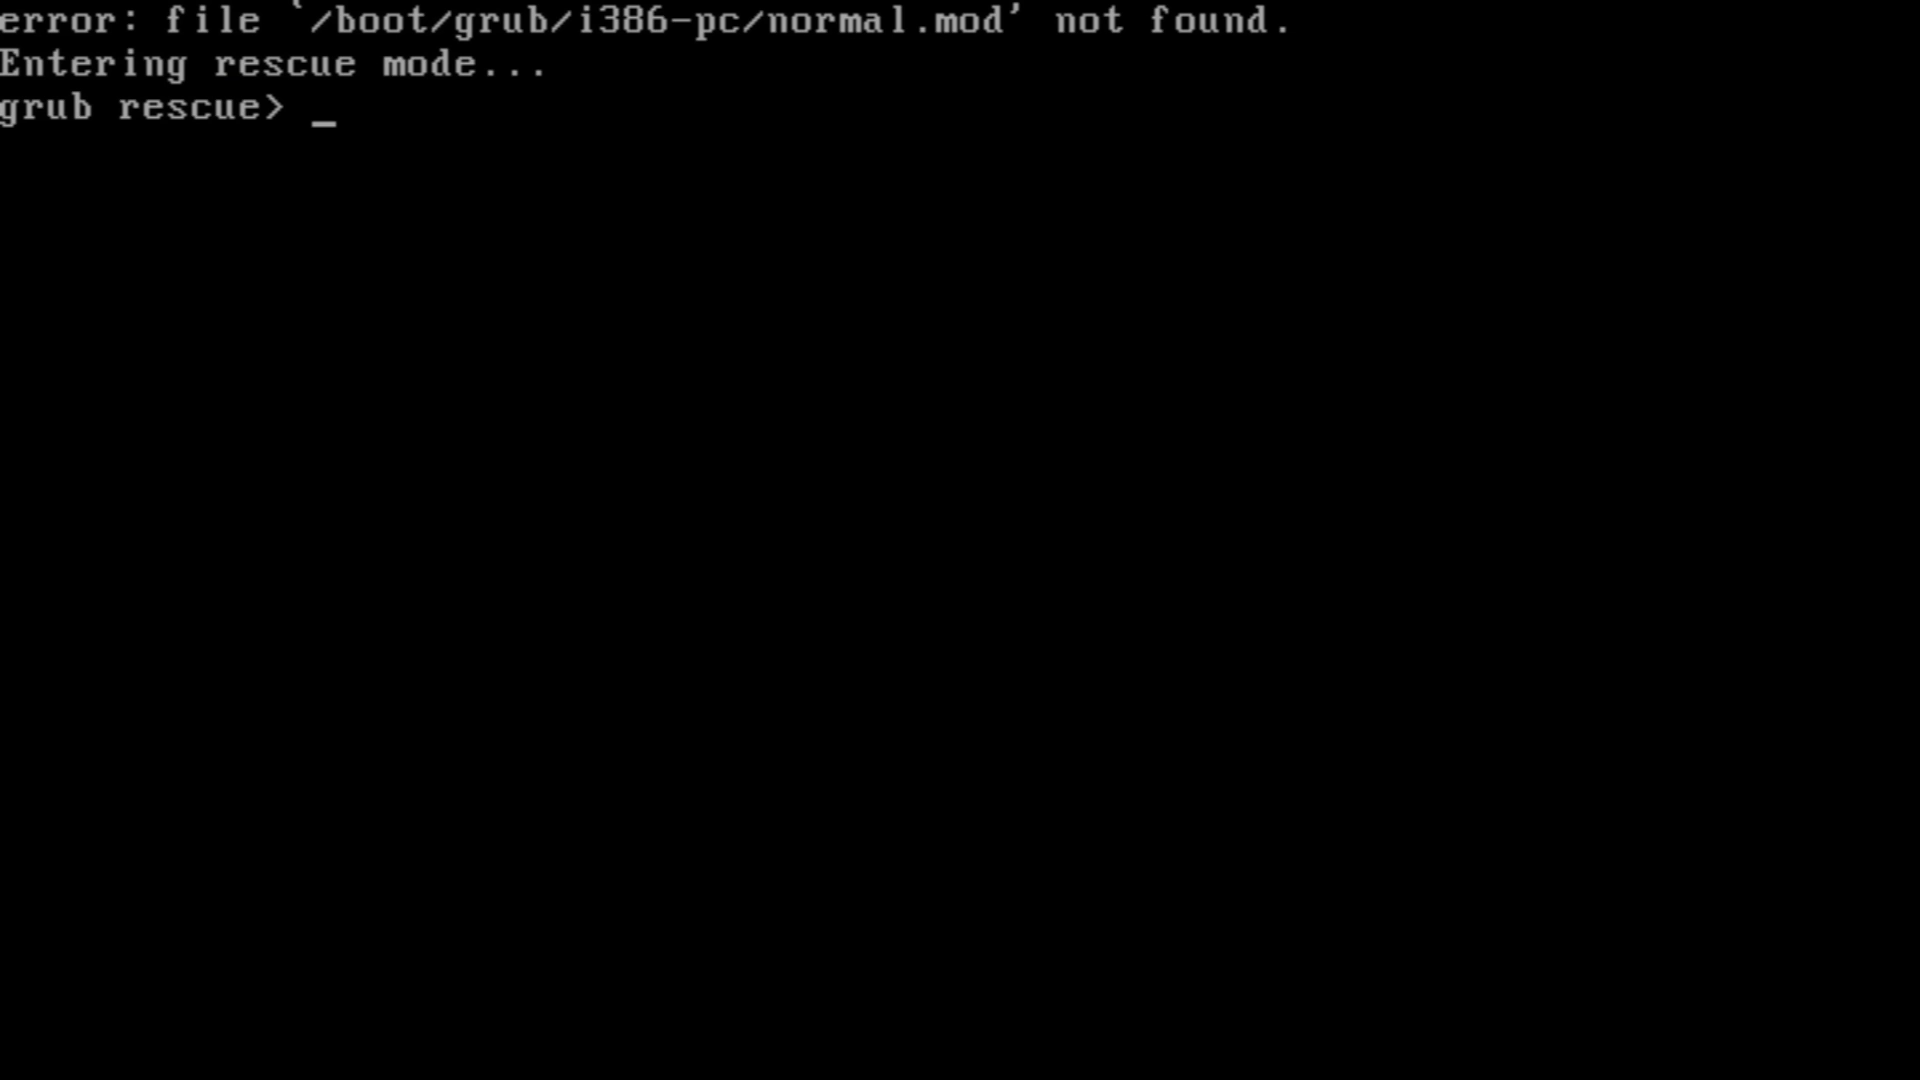 error: file `/boot/grub/i386-pc/normal.mod' not found.
Entering rescue mode...
grub rescue> _